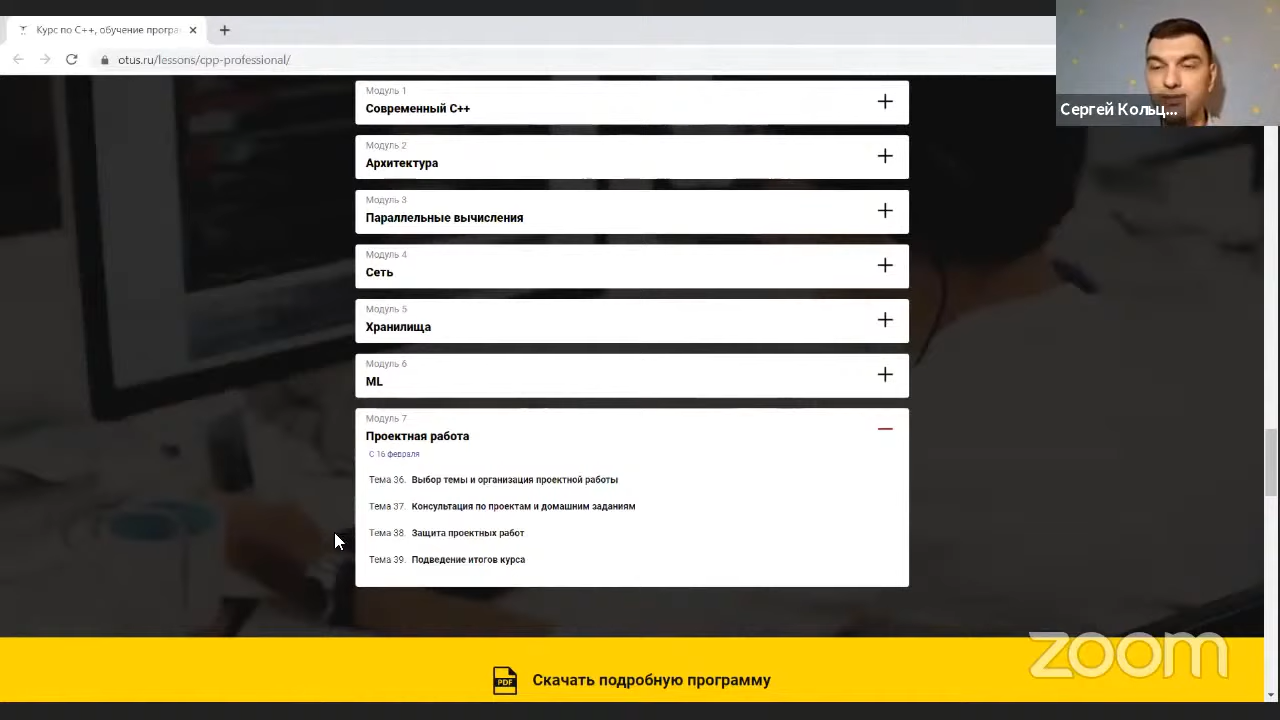 Курс по С++, обучение програ
otus.ru/lessons/cpp-professional/
Сергей Кольц...
Модуль 1
Современный C++
Модуль 2
Архитектура
Модуль 3
Параллельные вычисления
Модуль 4
Сеть
Модуль 5
Хранилища
Модуль 6
ML
Модуль 7
Проектная работа
С 16 февраля
Тема 36. Выбор темы и организация проектной работы
Тема 37. Консультация по проектам и домашним заданиям
Тема 38. Защита проектных работ
Тема 39. Подведение итогов курса
zoom
PDF
Скачать подробную программу